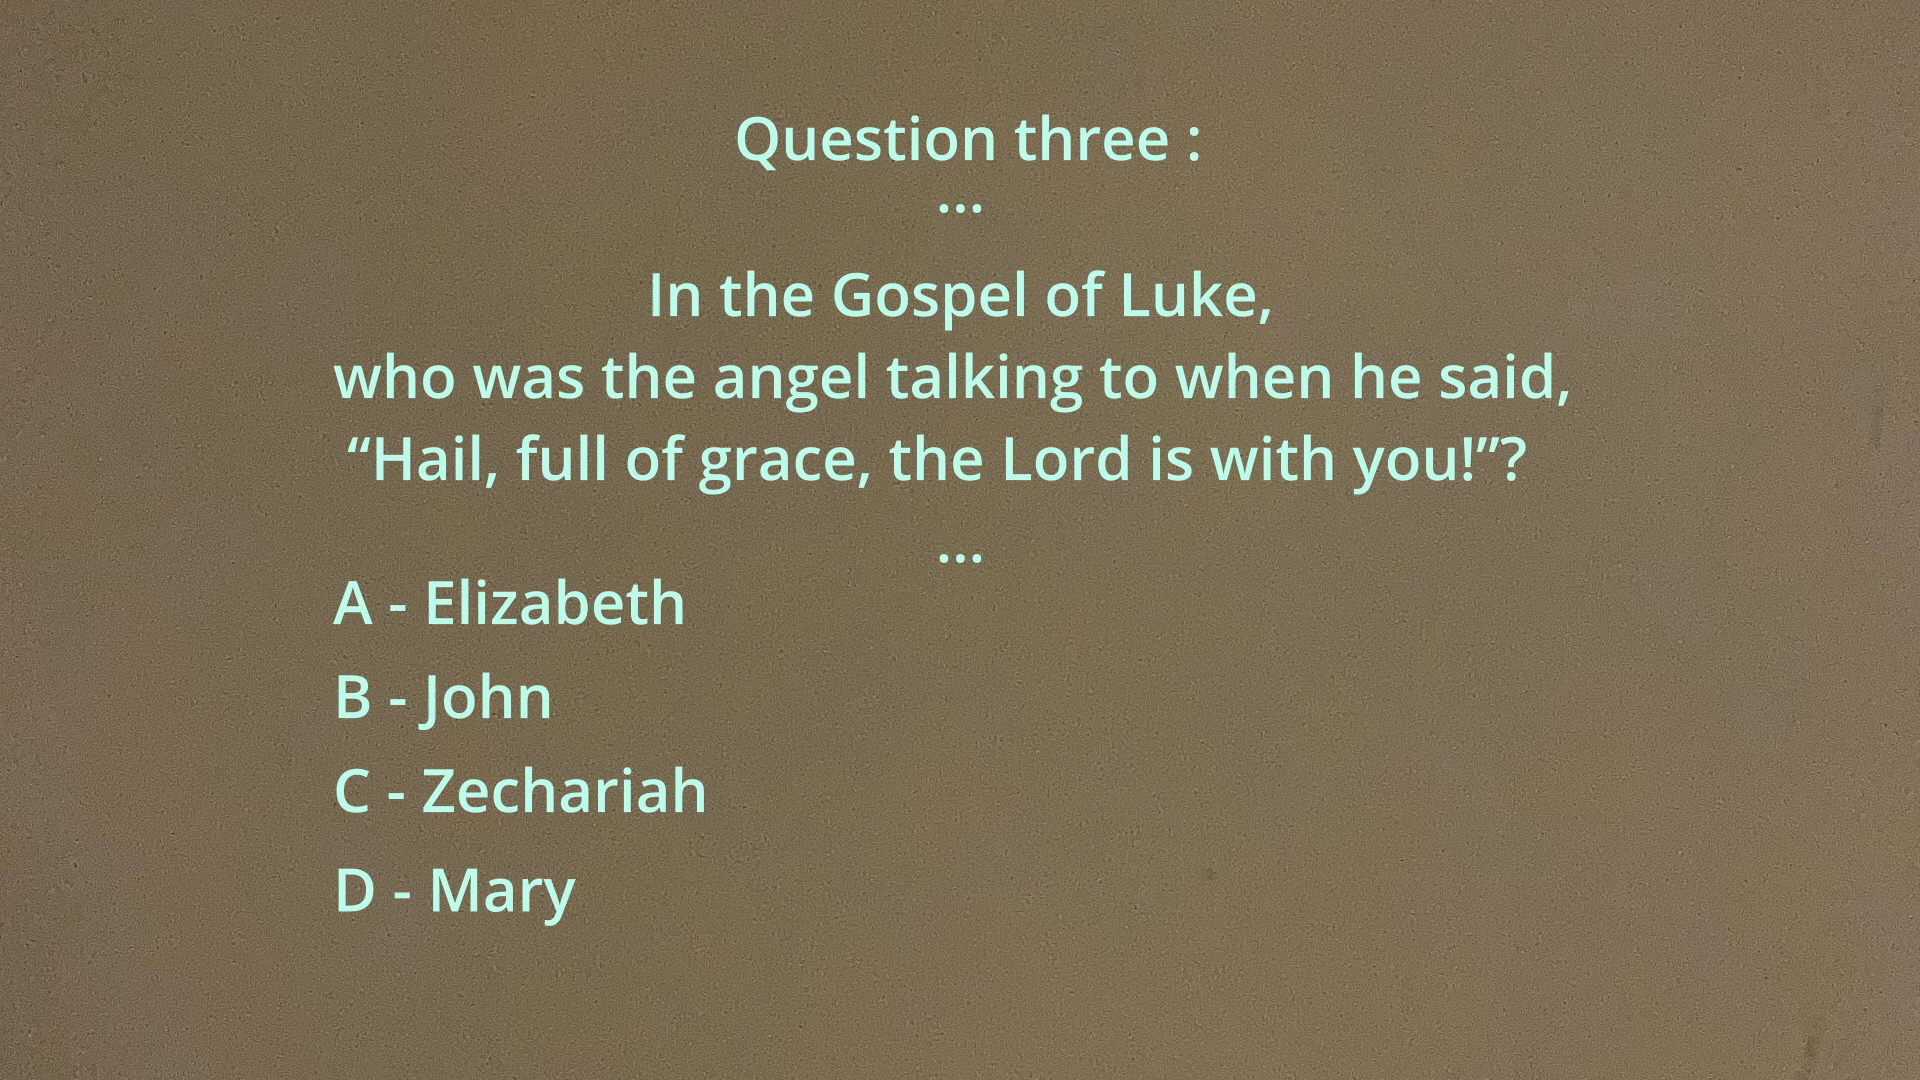 Question three :
...
In the Gospel of Luke,
who was the angel talking to when he said,
“Hail, full of grace, the Lord is with you!”?
...
A - Elizabeth
B - John
C - Zechariah
D - Mary